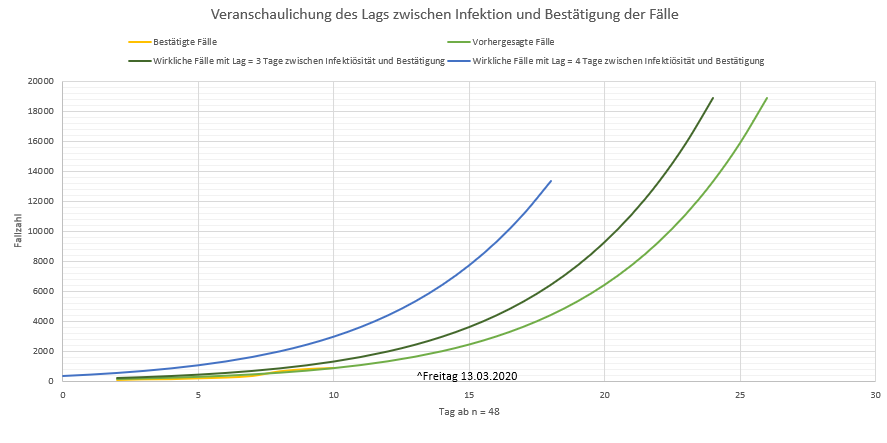 Veranschaulichung des Lags zwischen Infektion und Bestätigung der Fälle
Bestätigte Fälle
Vorhergesagte Fälle
Wirkliche Fälle mit Lag = 3 Tage zwischen Infektiösität und Bestätigung
Wirkliche Fälle mit Lag = 4 Tage zwischen Infektiösität und Bestätigung
20000
18000
16000
14000
12000
10000
8000
6000
4000
2000
0
Fallzahl
^Freitag 13.03.2020
0 5 10 15 20 25 30
Tag ab n = 48